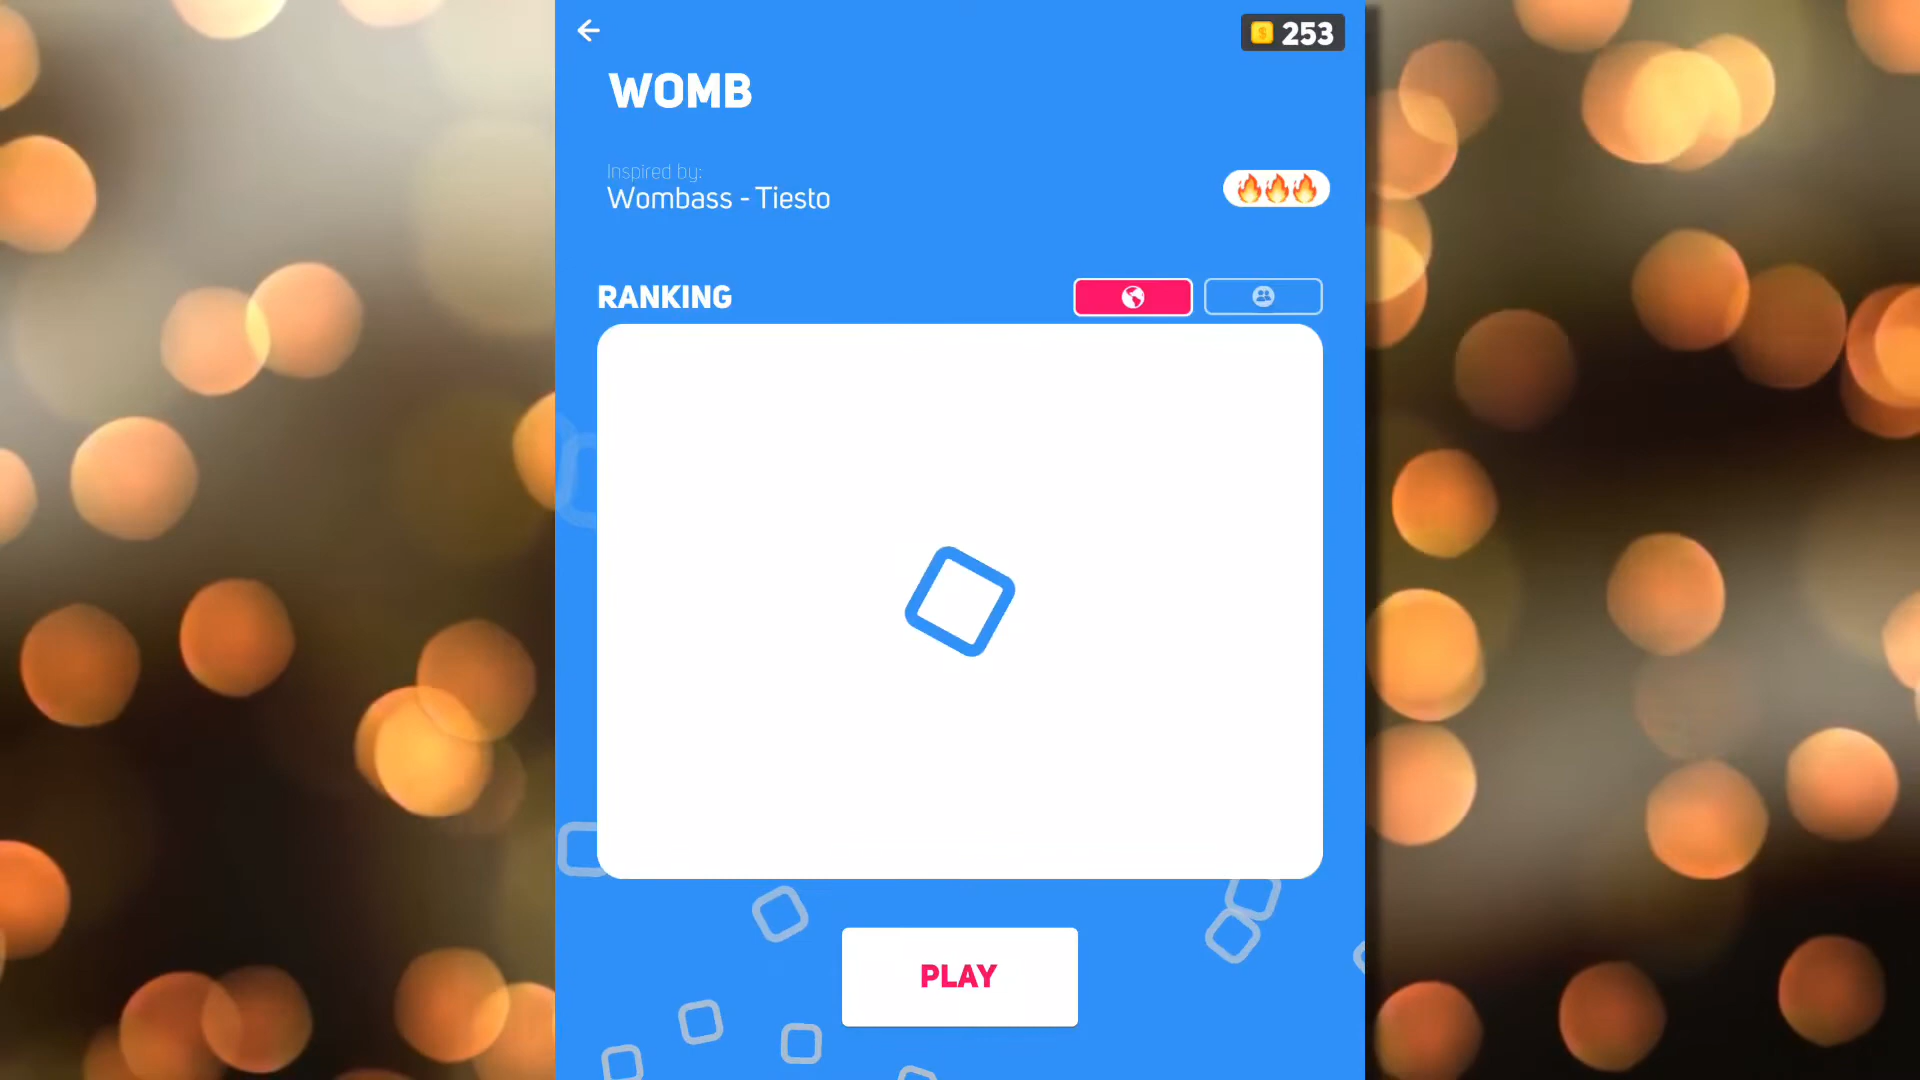 253
WOMB
Inspired by:
Wombass - Tiesto
RANKING
PLAY